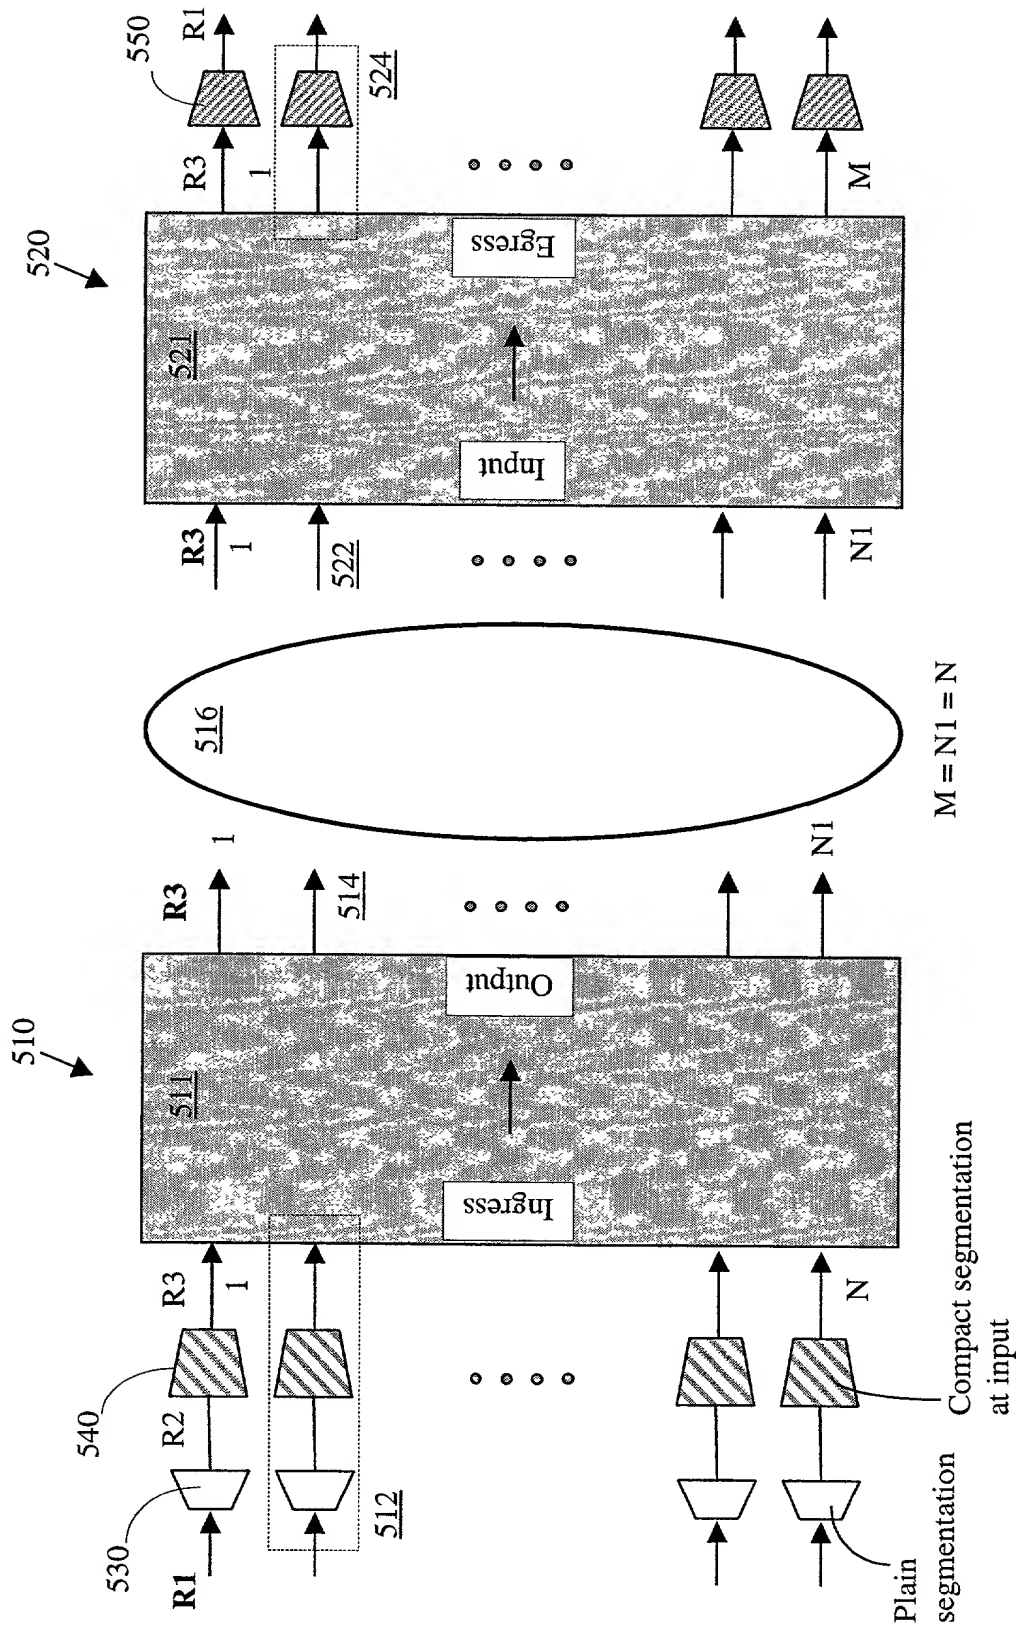 550
R1
R3
1
524
M
520
521
Egress
Input
R3
1
522
N1
516
M = N1 = N
R3
1
514
N1
510
511
Output
Ingress
R3
1
N
540
R2
530
R1
512
Compact segmentation
at input
Plain
segmentation